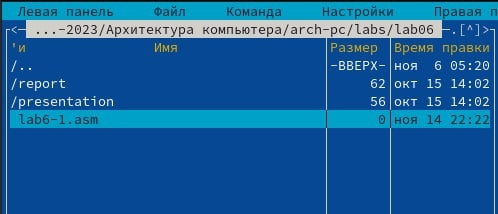 Левая панель Файл Команда Настройки Правая п
<— ...-2023/Архитектура компьютера/arch-pc/labs/lab06 —.[^]>
'и Имя Размер Время правки
/.. -ВВЕРХ- ноя 6 05:20
/report 62 окт 15 14:02
/presentation 56 окт 15 14:02
lab6-1.asm 0 ноя 14 22:22